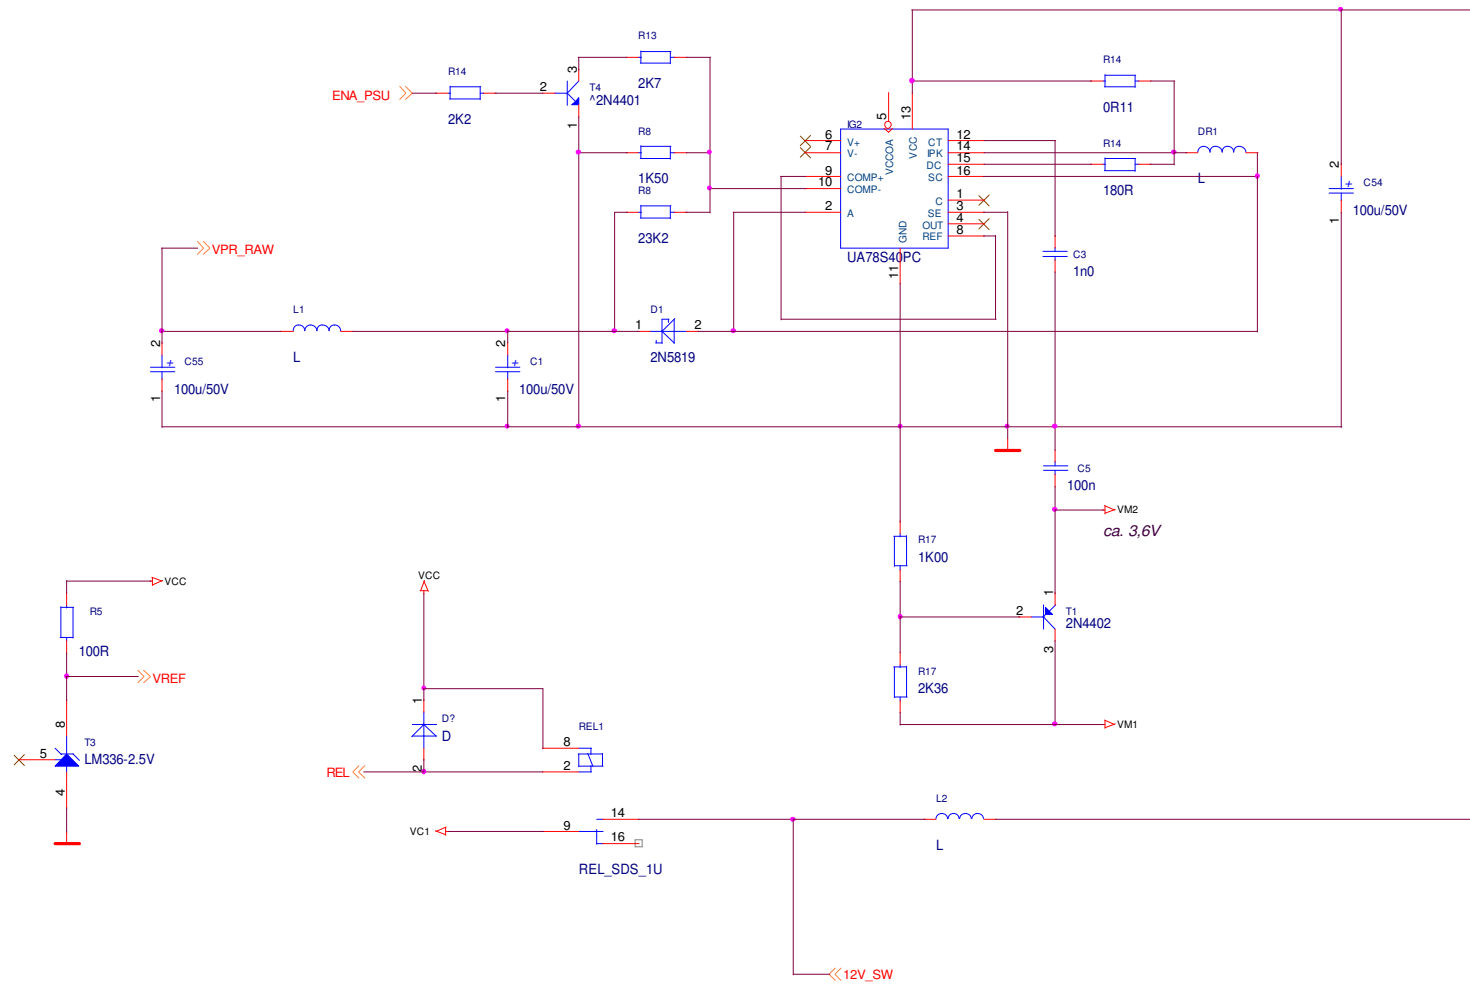 R13
2K7
R14
ENA_PSU
2K2
3
2
1
T4
^2N4401
R8
1K50
R8
23K2
VPR_RAW
L1
L
D1
1
2
2N5819
2
C55
100u/50V
1
2
C1
100u/50V
1
IG2
5
13
6
7
9
10
2
V+
V-
COMP+
COMP-
A
VCCOA
VCC
GND
CT
IPK
DC
SC
C
SE
OUT
REF
12
14
15
16
1
3
4
8
UA78S40PC
11
R14
0R11
R14
180R
DR1
L
2
C54
100u/50V
1
C3
1n0
C5
100n
VM2
ca. 3,6V
R17
1K00
1
2
T1
2N4402
3
R17
2K36
VM1
VCC
R5
100R
VREF
8
T3
5
LM336-2.5V
4
VCC
1
D?
D
2
REL1
8
2
REL
14
VC1
9
16
REL_SDS_1U
L2
L
12V_SW